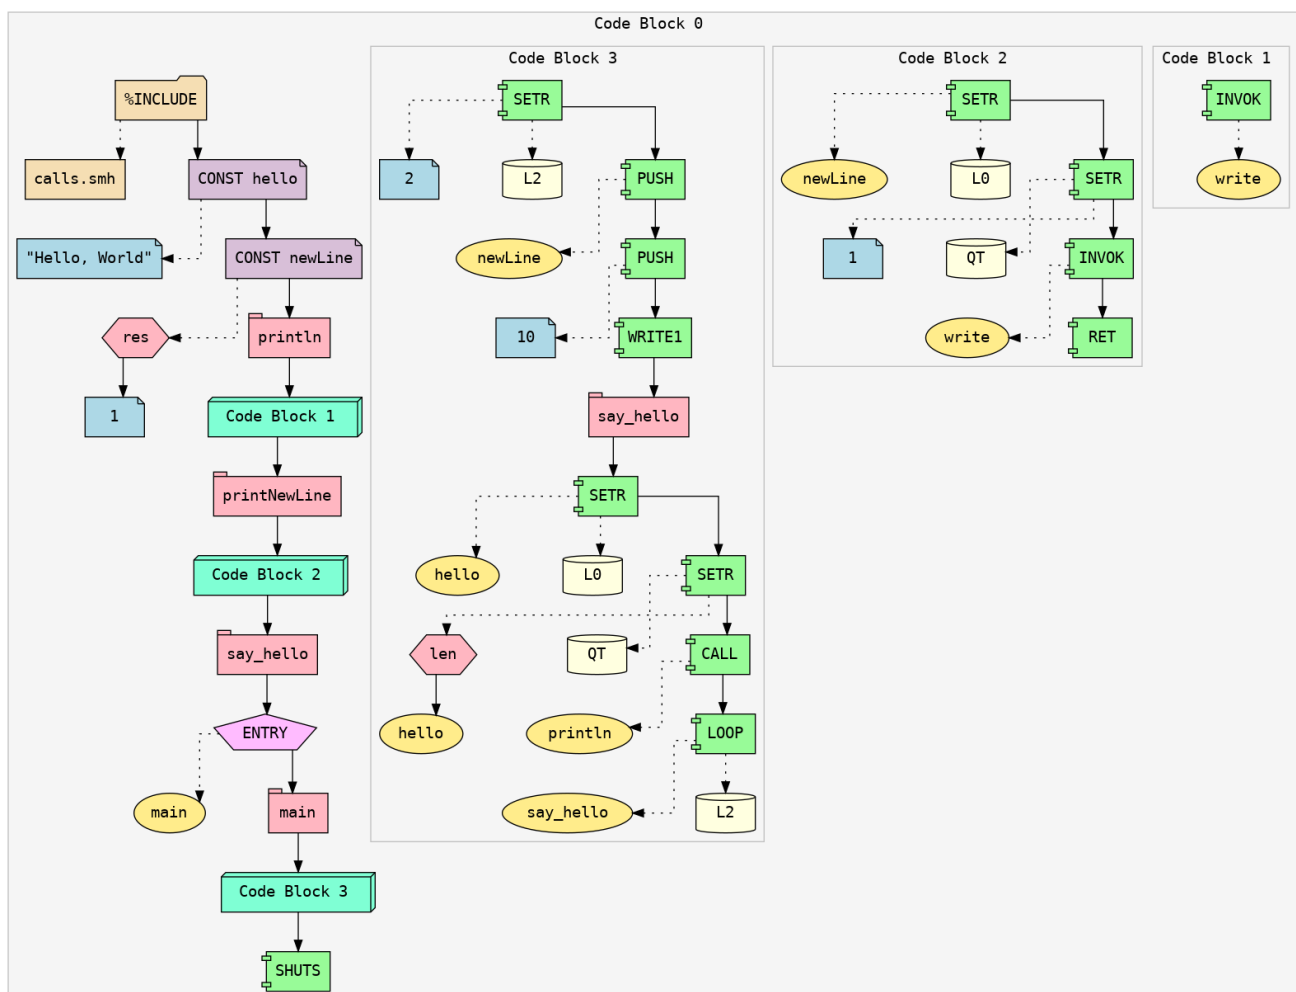 Code Block 0
%INCLUDE
calls.smh
CONST hello
"Hello, World"
CONST newLine
res
println
1
Code Block 1
printNewLine
Code Block 2
say_hello
ENTRY
main
main
Code Block 3
SHUTS
Code Block 3
SETR
2
L2
PUSH
newLine
PUSH
10
WRITE1
say_hello
SETR
hello
L0
SETR
len
QT
CALL
hello
println
LOOP
say_hello
L2
Code Block 2
SETR
newLine
L0
SETR
1
QT
INVOK
write
RET
Code Block 1
INVOK
write